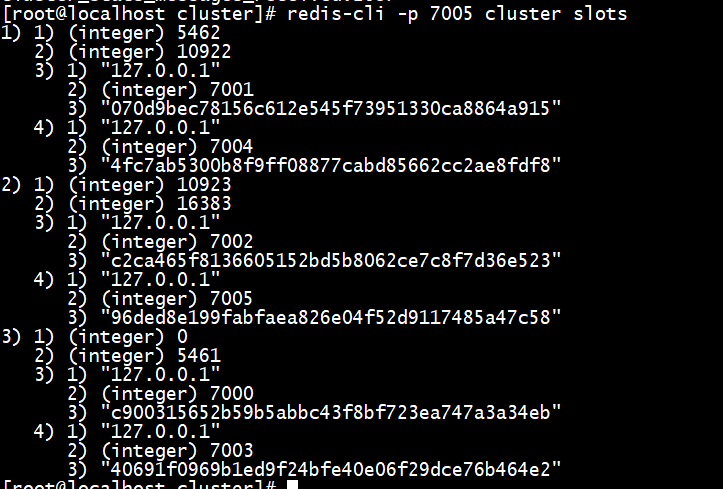 [root@localhost cluster]# redis-cli -p 7005 cluster slots
1) 1) (integer) 5462
2) (integer) 10922
3) 1) "127.0.0.1"
2) (integer) 7001
3) "070d9bec78156c612e545f73951330ca8864a915"
4) 1) "127.0.0.1"
2) (integer) 7004
3) "4fc7ab5300b8f9ff08877cabd85662cc2ae8fdf8"
2) 1) (integer) 10923
2) (integer) 16383
3) 1) "127.0.0.1"
2) (integer) 7002
3) "c2ca465f8136605152bd5b8062ce7c8f7d36e523"
4) 1) "127.0.0.1"
2) (integer) 7005
3) "96ded8e199fabfaea826e04f52d9117485a47c58"
3) 1) (integer) 0
2) (integer) 5461
3) 1) "127.0.0.1"
2) (integer) 7000
3) "c900315652b59b5abbc43f8bf723ea747a3a34eb"
4) 1) "127.0.0.1"
2) (integer) 7003
3) "40691f0969b1ed9f24bfe40e06f29dce76b464e2"
[root@localhost cluster]#